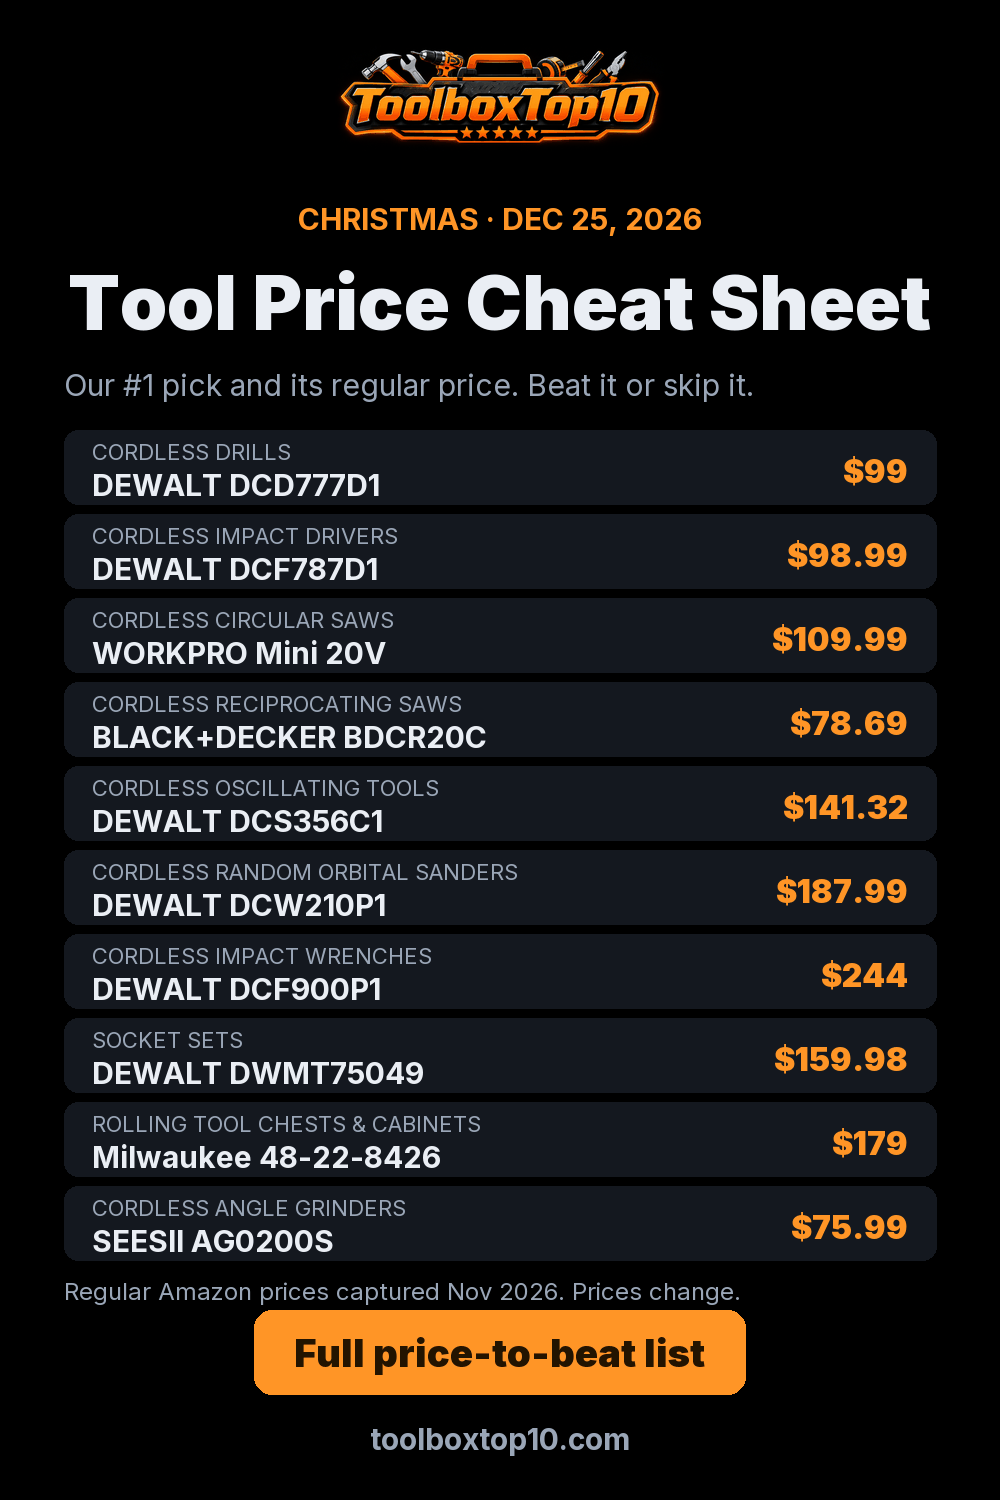 ToolboxTop10
CHRISTMAS · DEC 25, 2026
Tool Price Cheat Sheet
Our #1 pick and its regular price. Beat it or skip it.
CORDLESS DRILLS
DEWALT DCD777D1
$99
CORDLESS IMPACT DRIVERS
DEWALT DCF787D1
$98.99
CORDLESS CIRCULAR SAWS
WORKPRO Mini 20V
$109.99
CORDLESS RECIPROCATING SAWS
BLACK+DECKER BDCR20C
$78.69
CORDLESS OSCILLATING TOOLS
DEWALT DCS356C1
$141.32
CORDLESS RANDOM ORBITAL SANDERS
DEWALT DCW210P1
$187.99
CORDLESS IMPACT WRENCHES
DEWALT DCF900P1
$244
SOCKET SETS
DEWALT DWMT75049
$159.98
ROLLING TOOL CHESTS & CABINETS
Milwaukee 48-22-8426
$179
CORDLESS ANGLE GRINDERS
SEESII AG0200S
$75.99
Regular Amazon prices captured Nov 2026. Prices change.
Full price-to-beat list
toolboxtop10.com